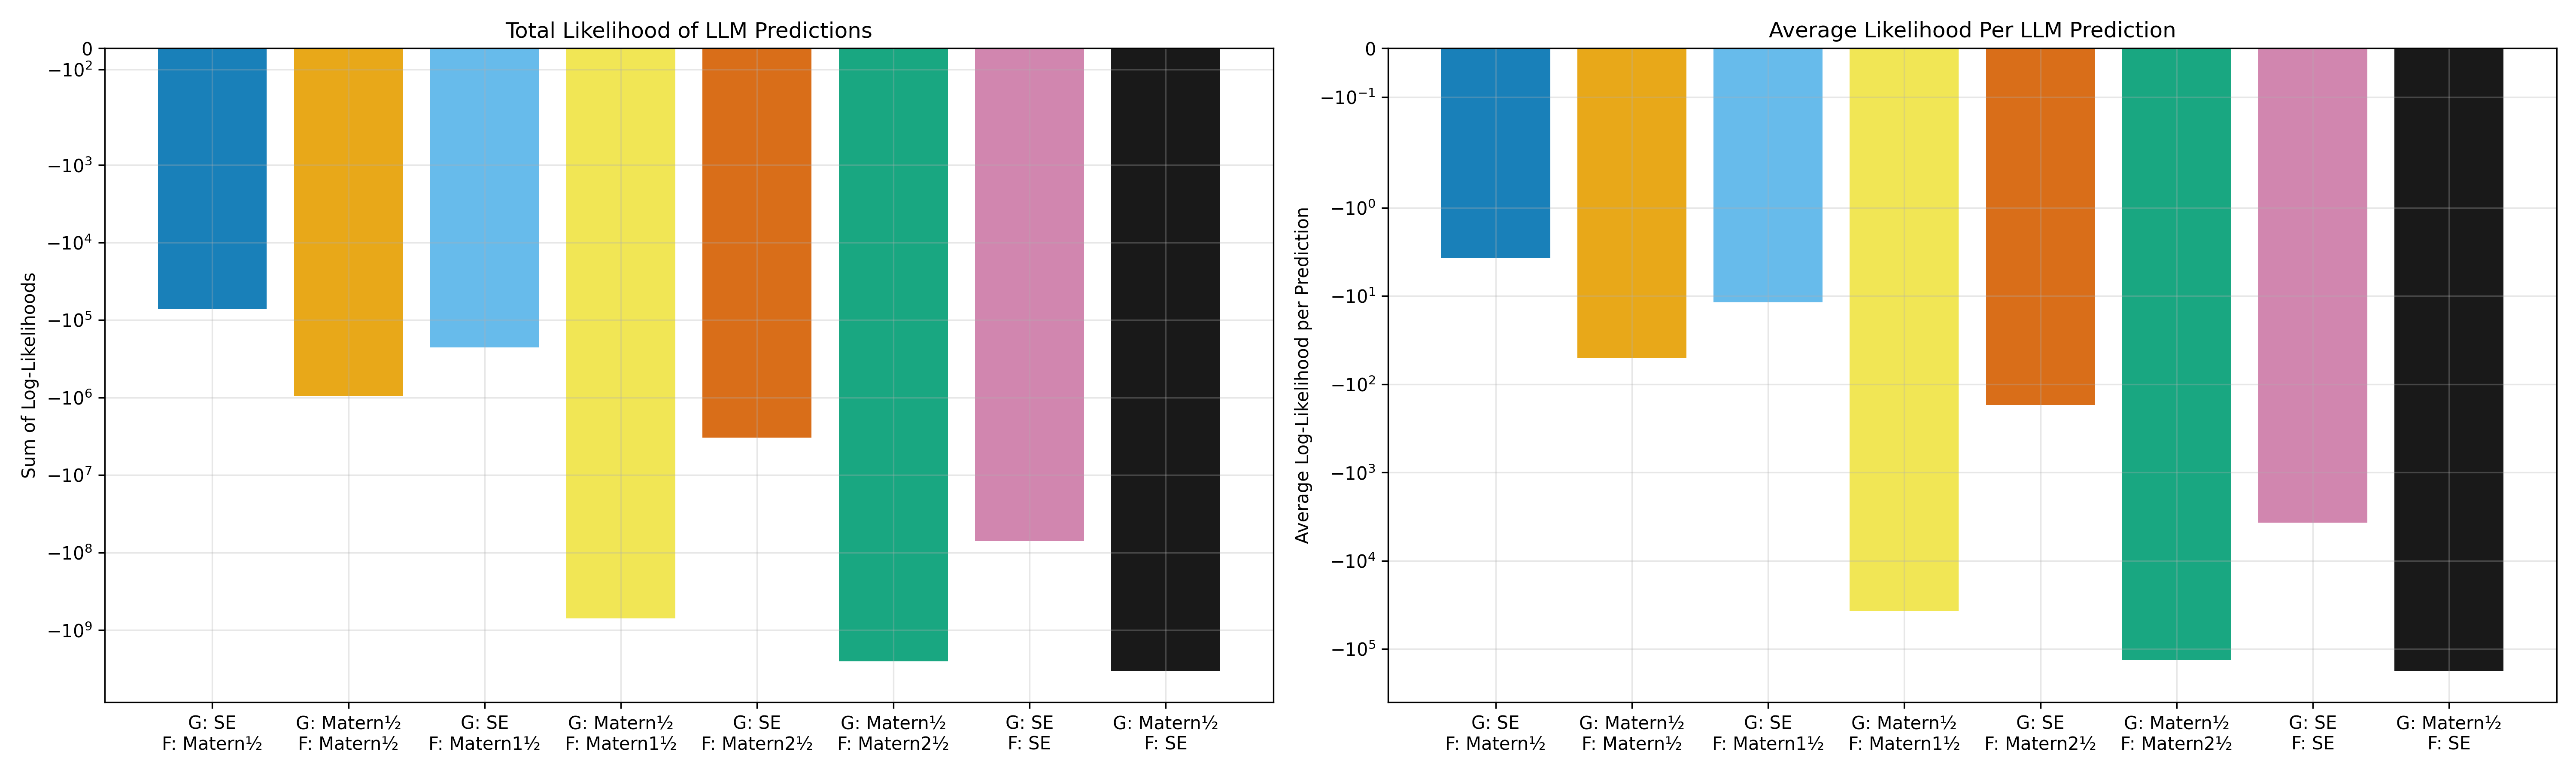 Total Likelihood of LLM Predictions
Sum of Log-Likelihoods
0
−10²
−10³
−10⁴
−10⁵
−10⁶
−10⁷
−10⁸
−10⁹
G: SE
F: Matern½
G: Matern½
F: Matern½
G: SE
F: Matern1½
G: Matern½
F: Matern1½
G: SE
F: Matern2½
G: Matern½
F: Matern2½
G: SE
F: SE
G: Matern½
F: SE
Average Likelihood Per LLM Prediction
Average Log-Likelihood per Prediction
0
−10⁻¹
−10⁰
−10¹
−10²
−10³
−10⁴
−10⁵
G: SE
F: Matern½
G: Matern½
F: Matern½
G: SE
F: Matern1½
G: Matern½
F: Matern1½
G: SE
F: Matern2½
G: Matern½
F: Matern2½
G: SE
F: SE
G: Matern½
F: SE